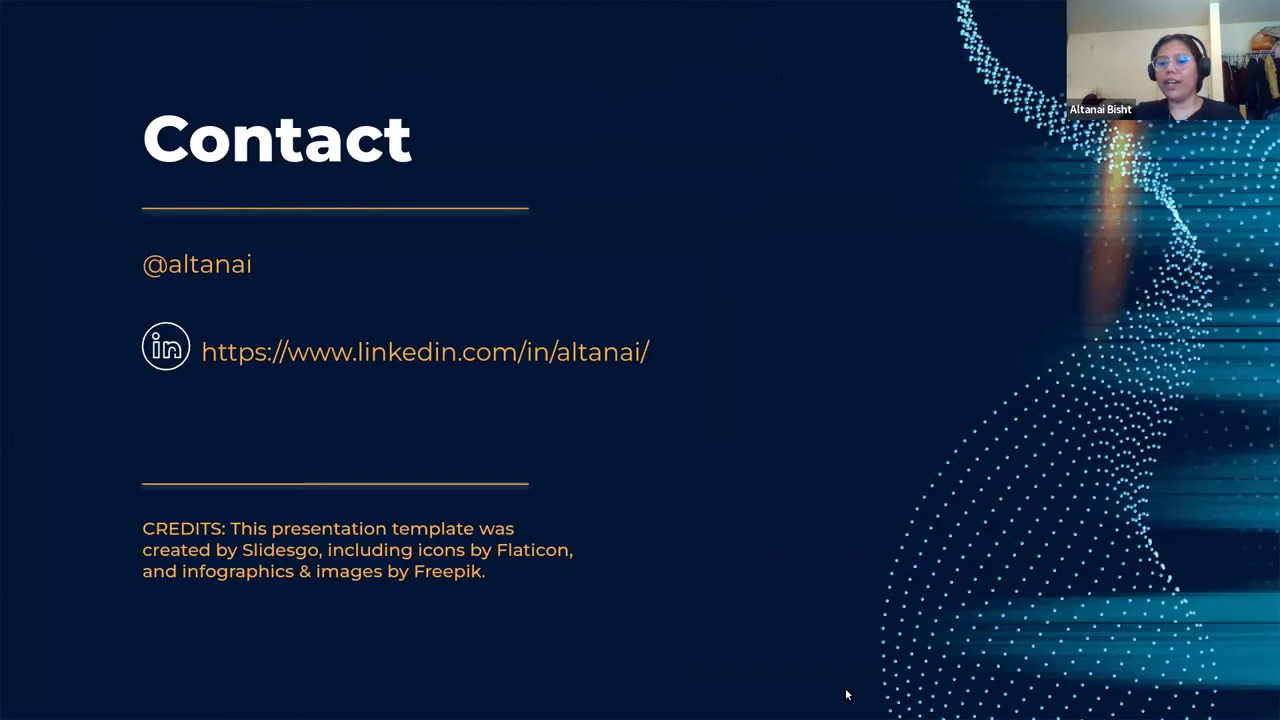 Altanai Bisht
Contact
@altanai
in https://www.linkedin.com/in/altanai/
CREDITS: This presentation template was
created by Slidesgo, including icons by Flaticon,
and infographics & images by Freepik.